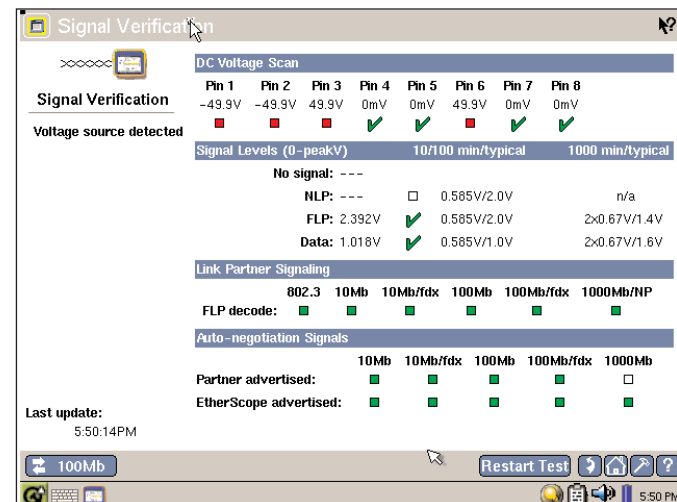 Signal Verification
?
Signal Verification
Voltage source detected
DC Voltage Scan
Pin 1 Pin 2 Pin 3 Pin 4 Pin 5 Pin 6 Pin 7 Pin 8
-49.9V -49.9V 49.9V 0mV 0mV 49.9V 0mV 0mV
Signal Levels (0-peakV) 10/100 min/typical 1000 min/typical
No signal: ---
NLP: --- 0.585V/2.0V n/a
FLP: 2.392V 0.585V/2.0V 2x0.67V/1.4V
Data: 1.018V 0.585V/1.0V 2x0.67V/1.6V
Link Partner Signaling
802.3 10Mb 10Mb/fdx 100Mb 100Mb/fdx 1000Mb/NP
FLP decode:
Auto-negotiation Signals
10Mb 10Mb/fdx 100Mb 100Mb/fdx 1000Mb
Partner advertised:
EtherScope advertised:
Last update:
5:50:14PM
100Mb Restart Test ?
5:50 PM